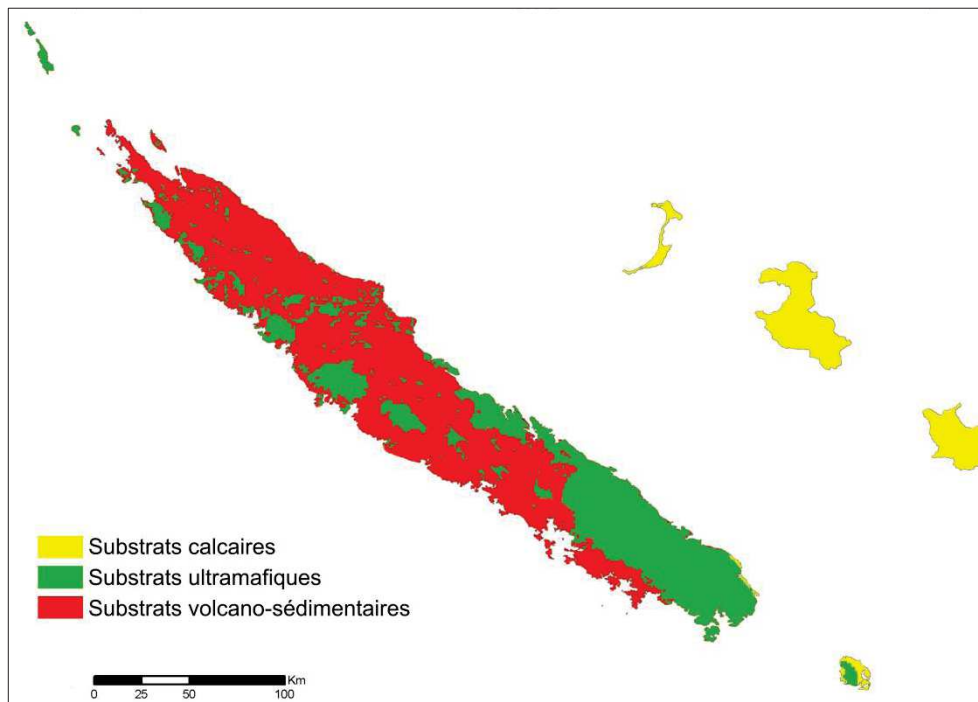 Substrats calcaires
Substrats ultramafiques
Substrats volcano-sédimentaires
Km
0 25 50 100